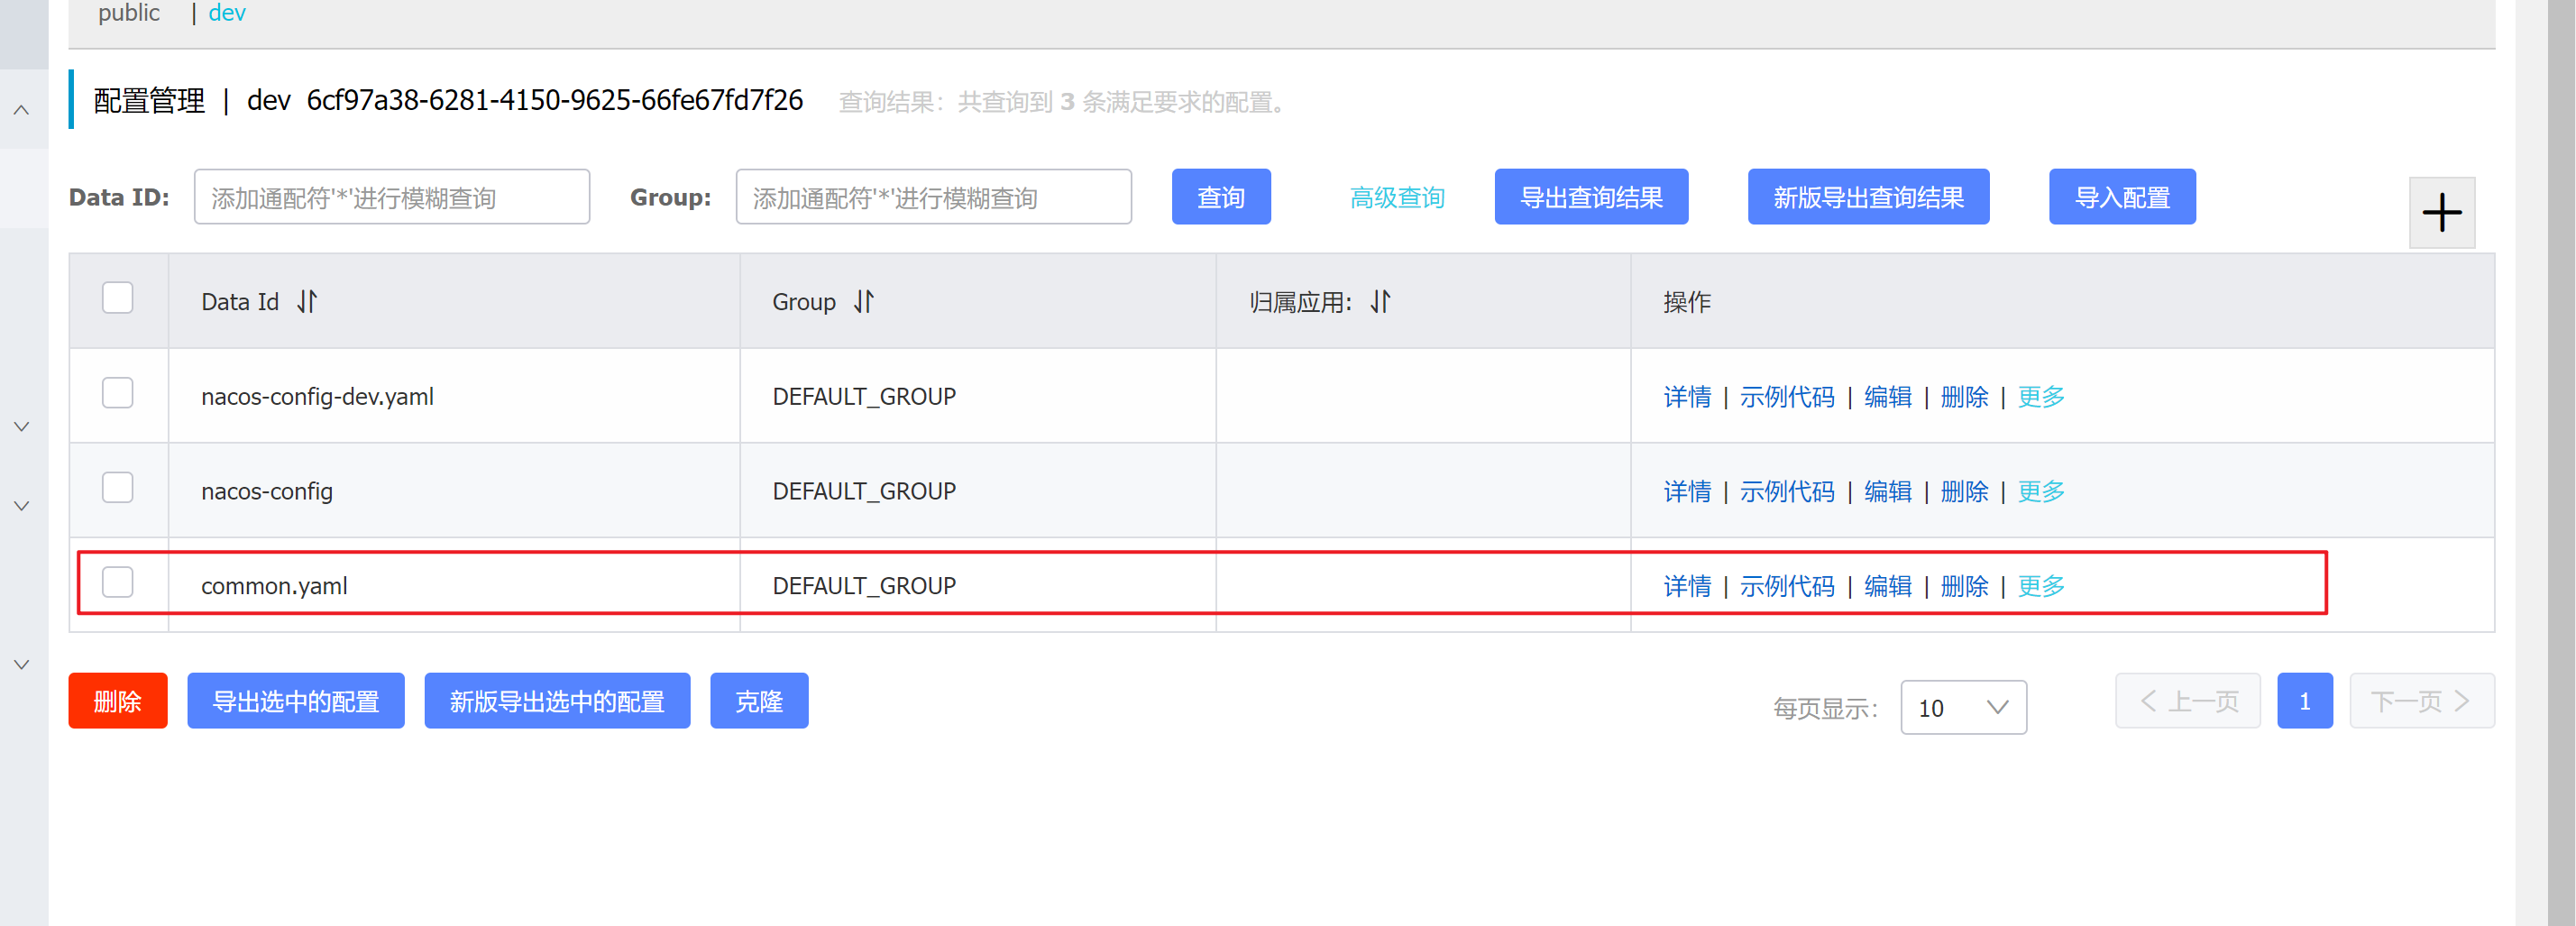 public | dev
配置管理 | dev 6cf97a38-6281-4150-9625-66fe67fd7f26 查询结果：共查询到 3 条满足要求的配置。
Data ID: 添加通配符'*'进行模糊查询 Group: 添加通配符'*'进行模糊查询 查询 高级查询 导出查询结果 新版导出查询结果 导入配置
Data Id Group 归属应用: 操作
nacos-config-dev.yaml DEFAULT_GROUP 详情 | 示例代码 | 编辑 | 删除 | 更多
nacos-config DEFAULT_GROUP 详情 | 示例代码 | 编辑 | 删除 | 更多
common.yaml DEFAULT_GROUP 详情 | 示例代码 | 编辑 | 删除 | 更多
删除 导出选中的配置 新版导出选中的配置 克隆 每页显示: 10 上一页 1 下一页